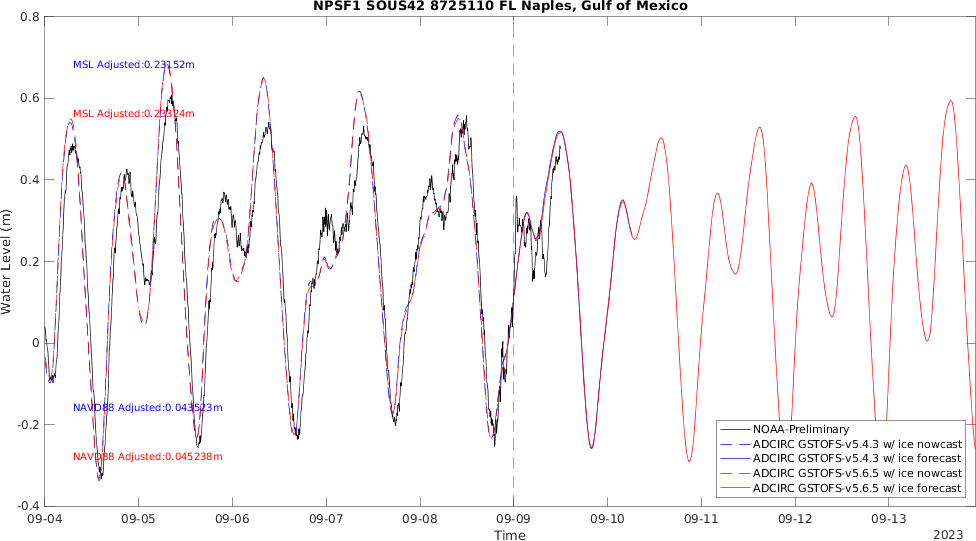 NPSF1 SOUS42 8725110 FL Naples, Gulf of Mexico
0.8
0.6
0.4
0.2
0
-0.2
-0.4
Water Level (m)
MSL Adjusted:0.23152m
MSL Adjusted:0.23324m
NAVD88 Adjusted:0.043523m
NAVD88 Adjusted:0.045238m
NOAA-Preliminary
ADCIRC GSTOFS-v5.4.3 w/ ice nowcast
ADCIRC GSTOFS-v5.4.3 w/ ice forecast
ADCIRC GSTOFS-v5.6.5 w/ ice nowcast
ADCIRC GSTOFS-v5.6.5 w/ ice forecast
09-04 09-05 09-06 09-07 09-08 09-09 09-10 09-11 09-12 09-13
Time
2023